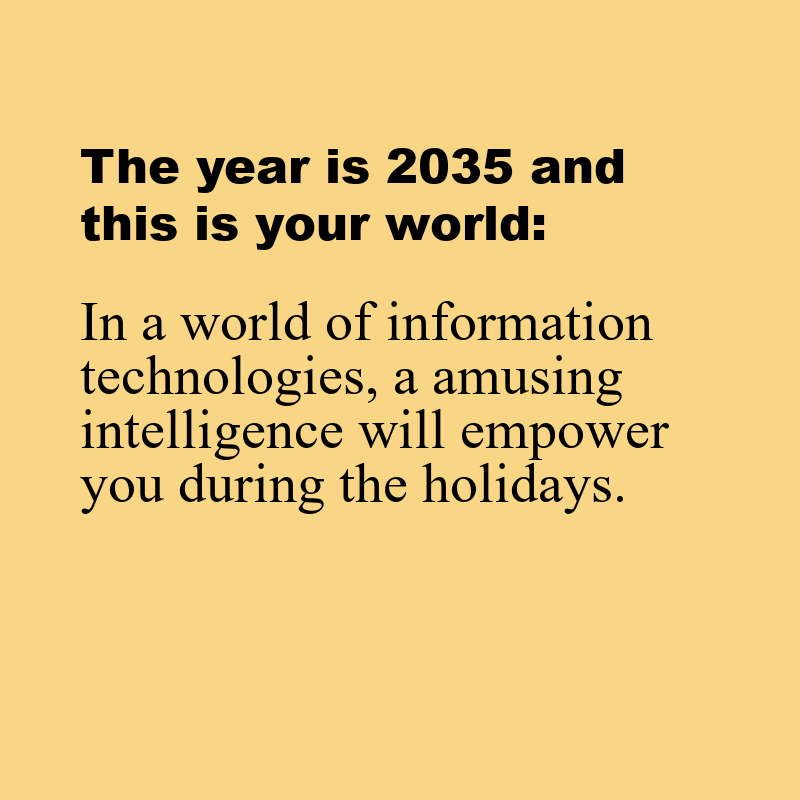 The year is 2035 and
this is your world:
In a world of information
technologies, a amusing
intelligence will empower
you during the holidays.